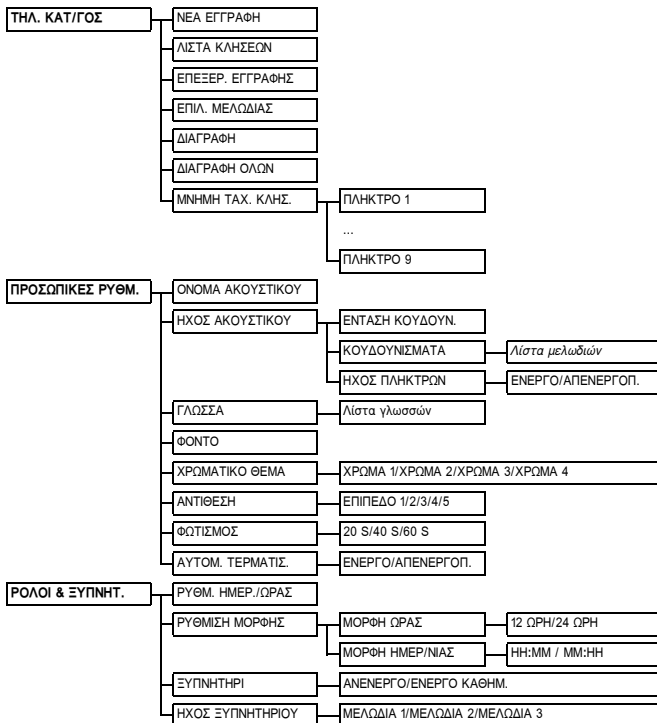 ΤΗΛ. ΚΑΤ/ΓΟΣ ΝΕΑ ΕΓΓΡΑΦΗ
ΛΙΣΤΑ ΚΛΗΣΕΩΝ
ΕΠΕΞΕΡ. ΕΓΓΡΑΦΗΣ
ΕΠΙΛ. ΜΕΛΩΔΙΑΣ
ΔΙΑΓΡΑΦΗ
ΔΙΑΓΡΑΦΗ ΟΛΩΝ
ΜΝΗΜΗ ΤΑΧ. ΚΛΗΣ. ΠΛΗΚΤΡΟ 1
...
ΠΛΗΚΤΡΟ 9
ΠΡΟΣΩΠΙΚΕΣ ΡΥΘΜ. ΟΝΟΜΑ ΑΚΟΥΣΤΙΚΟΥ
ΗΧΟΣ ΑΚΟΥΣΤΙΚΟΥ ΕΝΤΑΣΗ ΚΟΥΔΟΥΝ.
ΚΟΥΔΟΥΝΙΣΜΑΤΑ Λίστα μελωδιών
ΗΧΟΣ ΠΛΗΚΤΡΩΝ ΕΝΕΡΓΟ/ΑΠΕΝΕΡΓΟΠ.
ΓΛΩΣΣΑ Λίστα γλωσσών
ΦΟΝΤΟ
ΧΡΩΜΑΤΙΚΟ ΘΕΜΑ ΧΡΩΜΑ 1/ΧΡΩΜΑ 2/ΧΡΩΜΑ 3/ΧΡΩΜΑ 4
ΑΝΤΙΘΕΣΗ ΕΠΙΠΕΔΟ 1/2/3/4/5
ΦΩΤΙΣΜΟΣ 20 S/40 S/60 S
ΑΥΤΟΜ. ΤΕΡΜΑΤΙΣ. ΕΝΕΡΓΟ/ΑΠΕΝΕΡΓΟΠ.
ΡΟΛΟΙ & ΞΥΠΝΗΤ. ΡΥΘΜ. ΗΜΕΡ./ΩΡΑΣ
ΡΥΘΜΙΣΗ ΜΟΡΦΗΣ ΜΟΡΦΗ ΩΡΑΣ 12 ΩΡΗ/24 ΩΡΗ
ΜΟΡΦΗ ΗΜΕΡ/ΝΙΑΣ ΗΗ:ΜΜ / ΜΜ:ΗΗ
ΞΥΠΝΗΤΗΡΙ ΑΝΕΝΕΡΓΟ/ΕΝΕΡΓΟ ΚΑΘΗΜ.
ΗΧΟΣ ΞΥΠΝΗΤΗΡΙΟΥ ΜΕΛΩΔΙΑ 1/ΜΕΛΩΔΙΑ 2/ΜΕΛΩΔΙΑ 3